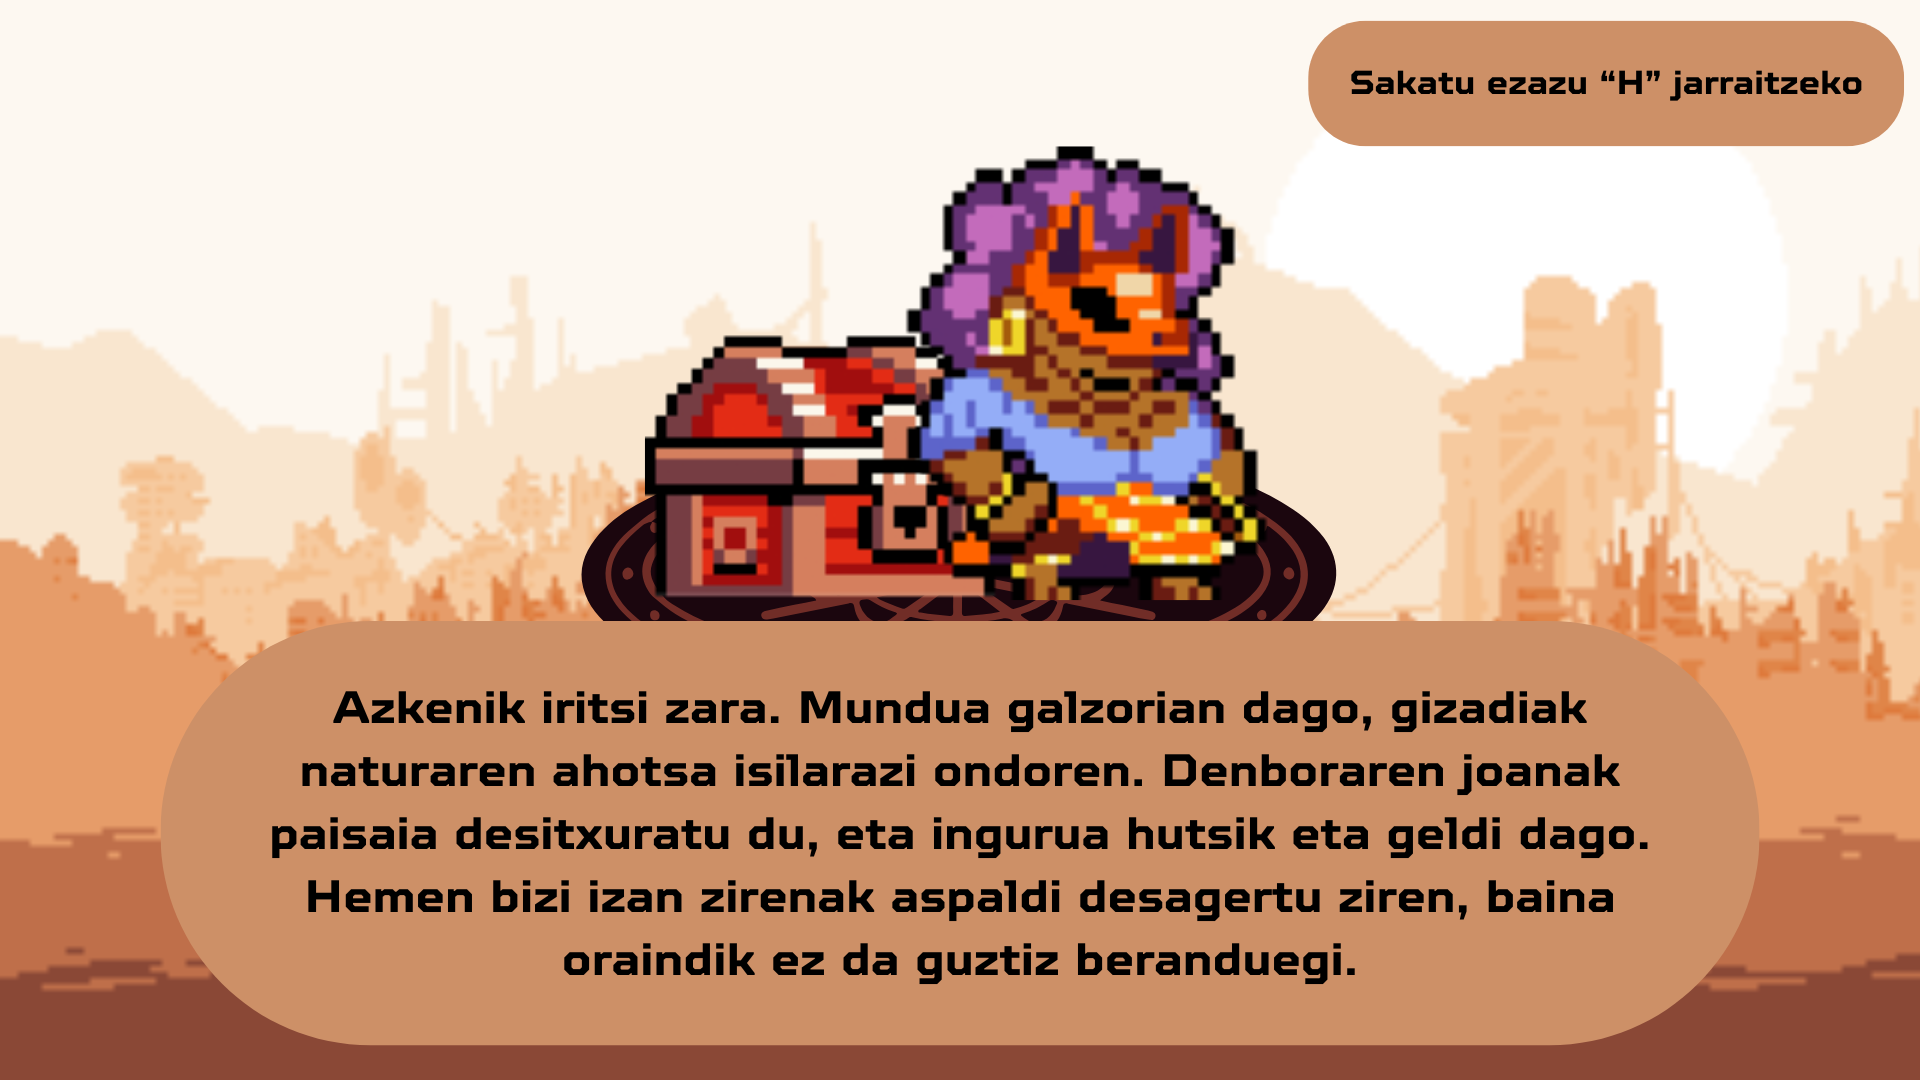 Sakatu ezazu “H” jarraitzeko
Azkenik iritsi zara. Mundua galzorian dago, gizadiak
naturaren ahotsa isilarazi ondoren. Denboraren joanak
paisaia desitxuratu du, eta ingurua hutsik eta geldi dago.
Hemen bizi izan zirenak aspaldi desagertu ziren, baina
oraindik ez da guztiz beranduegi.